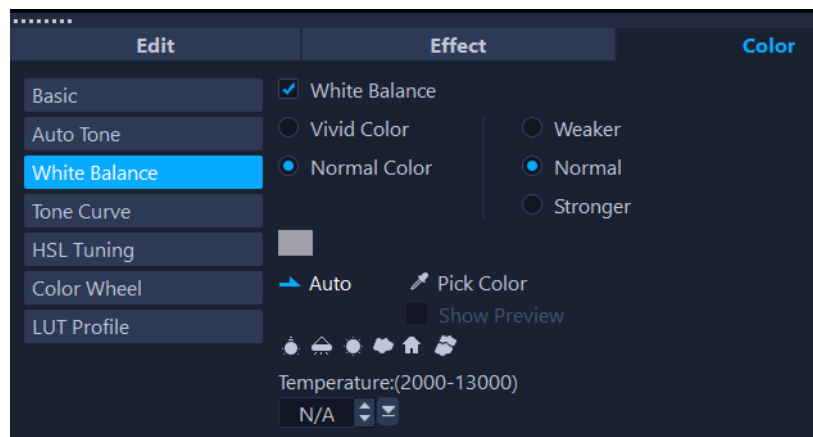 Edit Effect Color
Basic
Auto Tone
White Balance
Tone Curve
HSL Tuning
Color Wheel
LUT Profile
White Balance
Vivid Color Weaker
Normal Color Normal
Stronger
Auto Pick Color
Show Preview
Temperature:(2000-13000)
N/A